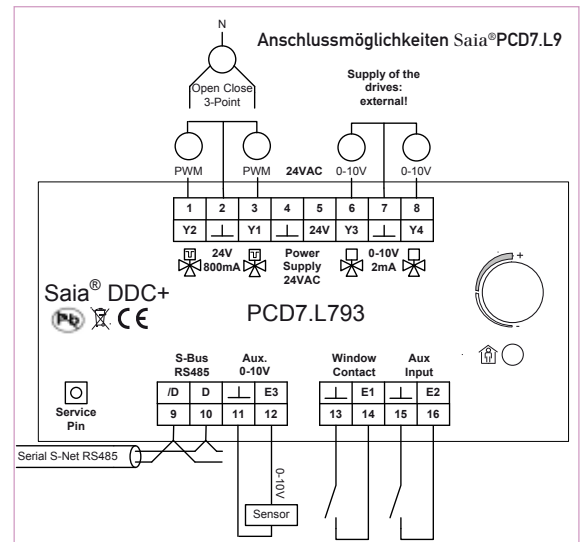 Anschlussmöglichkeiten Saia®PCD7.L9
N
Open Close
3-Point
Supply of the
drives:
external!
PWM PWM 24VAC 0-10V 0-10V
1 2 3 4 5 6 7 8
Y2 ⊥ Y1 ⊥ 24V Y3 ⊥ Y4
24V
800mA
Power
Supply
24VAC
0-10V
2mA
+
-
Saia® DDC+
Pb CE
PCD7.L793
S-Bus
RS485
Aux.
0-10V
Window
Contact
Aux
Input
/D D ⊥ E3 ⊥ E1 ⊥ E2
9 10 11 12 13 14 15 16
Service
Pin
Serial S-Net RS485
0-10V
Sensor